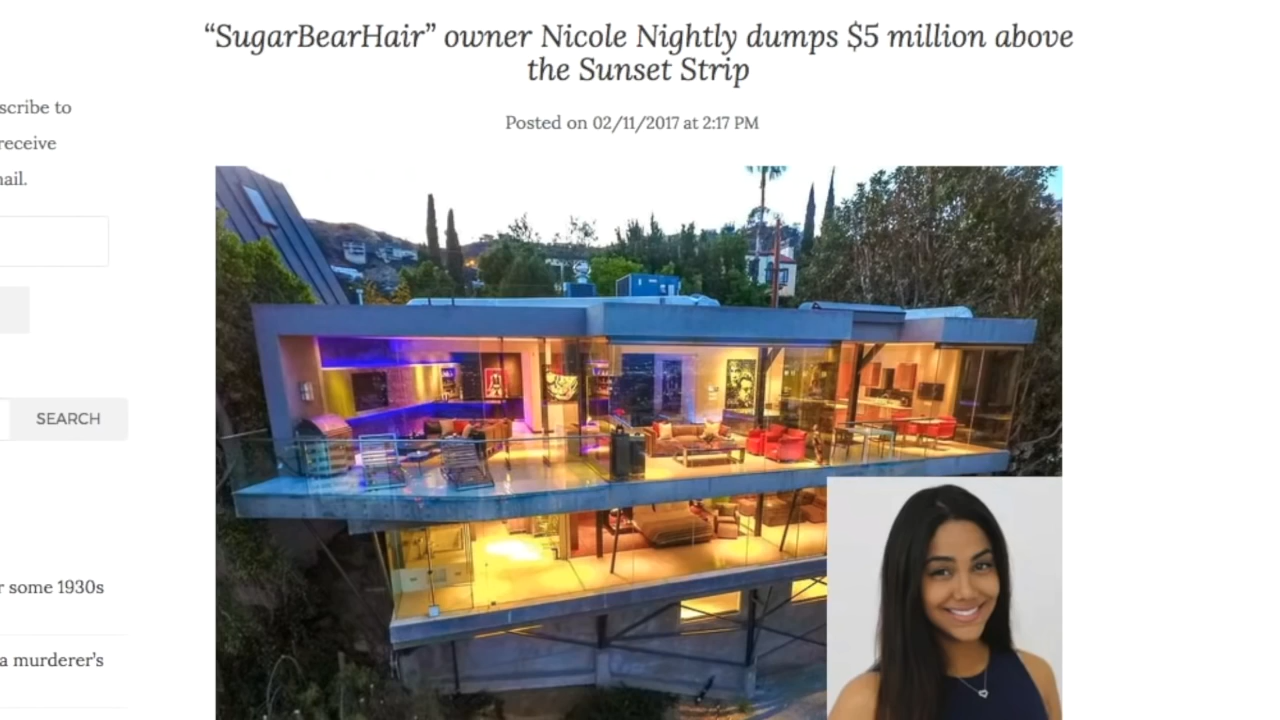 “SugarBearHair” owner Nicole Nightly dumps $5 million above
the Sunset Strip
Posted on 02/11/2017 at 2:17 PM
scribe to
receive
nail.
SEARCH
r some 1930s
a murderer's